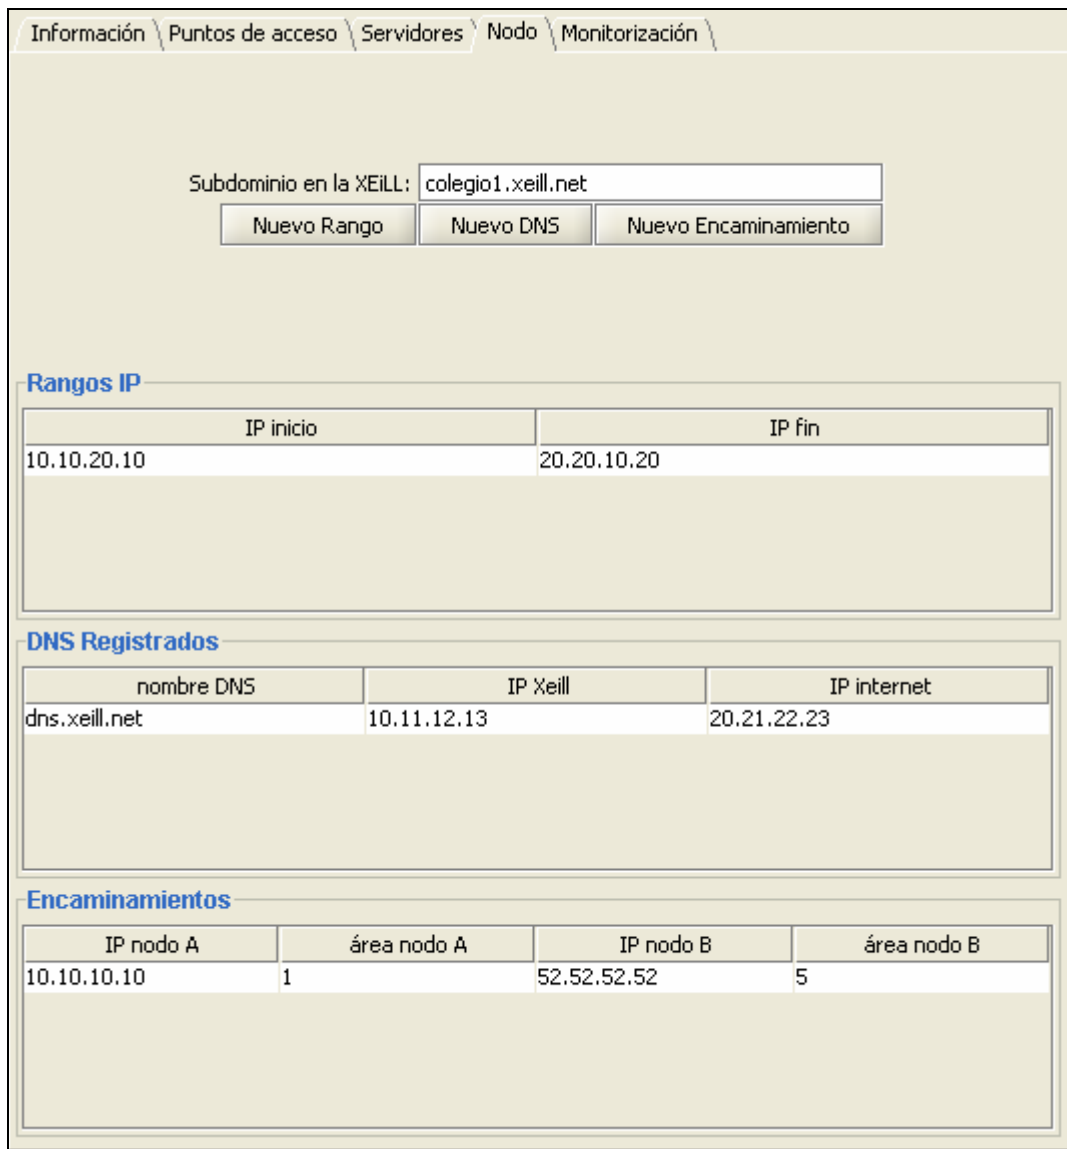 Información Puntos de acceso Servidores Nodo Monitorización
Subdominio en la XEiLL: colegio1.xeill.net
Nuevo Rango Nuevo DNS Nuevo Encaminamiento
Rangos IP
IP inicio IP fin
10.10.20.10 20.20.10.20
DNS Registrados
nombre DNS IP Xeill IP internet
dns.xeill.net 10.11.12.13 20.21.22.23
Encaminamientos
IP nodo A área nodo A IP nodo B área nodo B
10.10.10.10 1 52.52.52.52 5